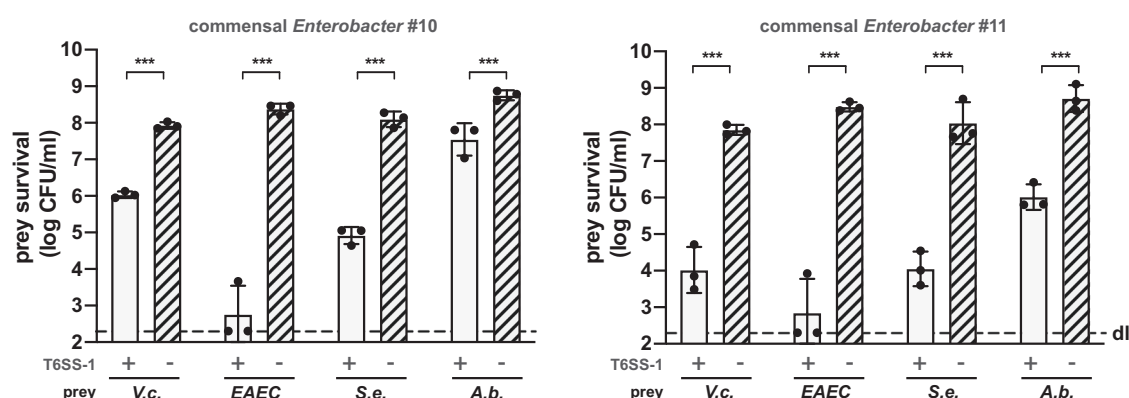 commensal Enterobacter #10
*** *** *** ***
prey survival
(log CFU/ml)
10
9
8
7
6
5
4
3
2
T6SS-1 + - + - + - + -
prey V.c. EAEC S.e. A.b.
commensal Enterobacter #11
*** *** *** ***
prey survival
(log CFU/ml)
10
9
8
7
6
5
4
3
2
dl
T6SS-1 + - + - + - + -
prey V.c. EAEC S.e. A.b.